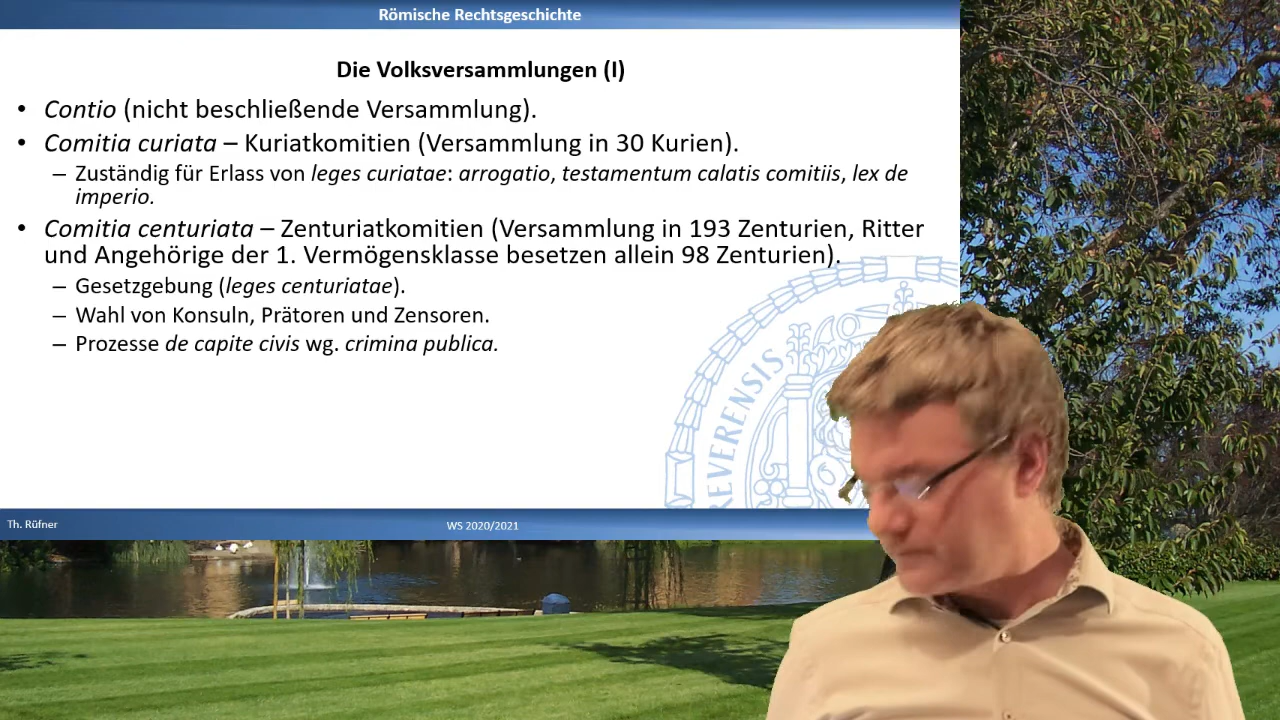 Römische Rechtsgeschichte
Die Volksversammlungen (I)
• Contio (nicht beschließende Versammlung).
• Comitia curiata – Kuriatkomitien (Versammlung in 30 Kurien).
– Zuständig für Erlass von leges curiatae: arrogatio, testamentum calatis comitiis, lex de
imperio.
• Comitia centuriata – Zenturiatkomitien (Versammlung in 193 Zenturien, Ritter
und Angehörige der 1. Vermögensklasse besetzen allein 98 Zenturien).
– Gesetzgebung (leges centuriatae).
– Wahl von Konsuln, Prätoren und Zensoren.
– Prozesse de capite civis wg. crimina publica.
REVERENSIS
Th. Rüfner
WS 2020/2021